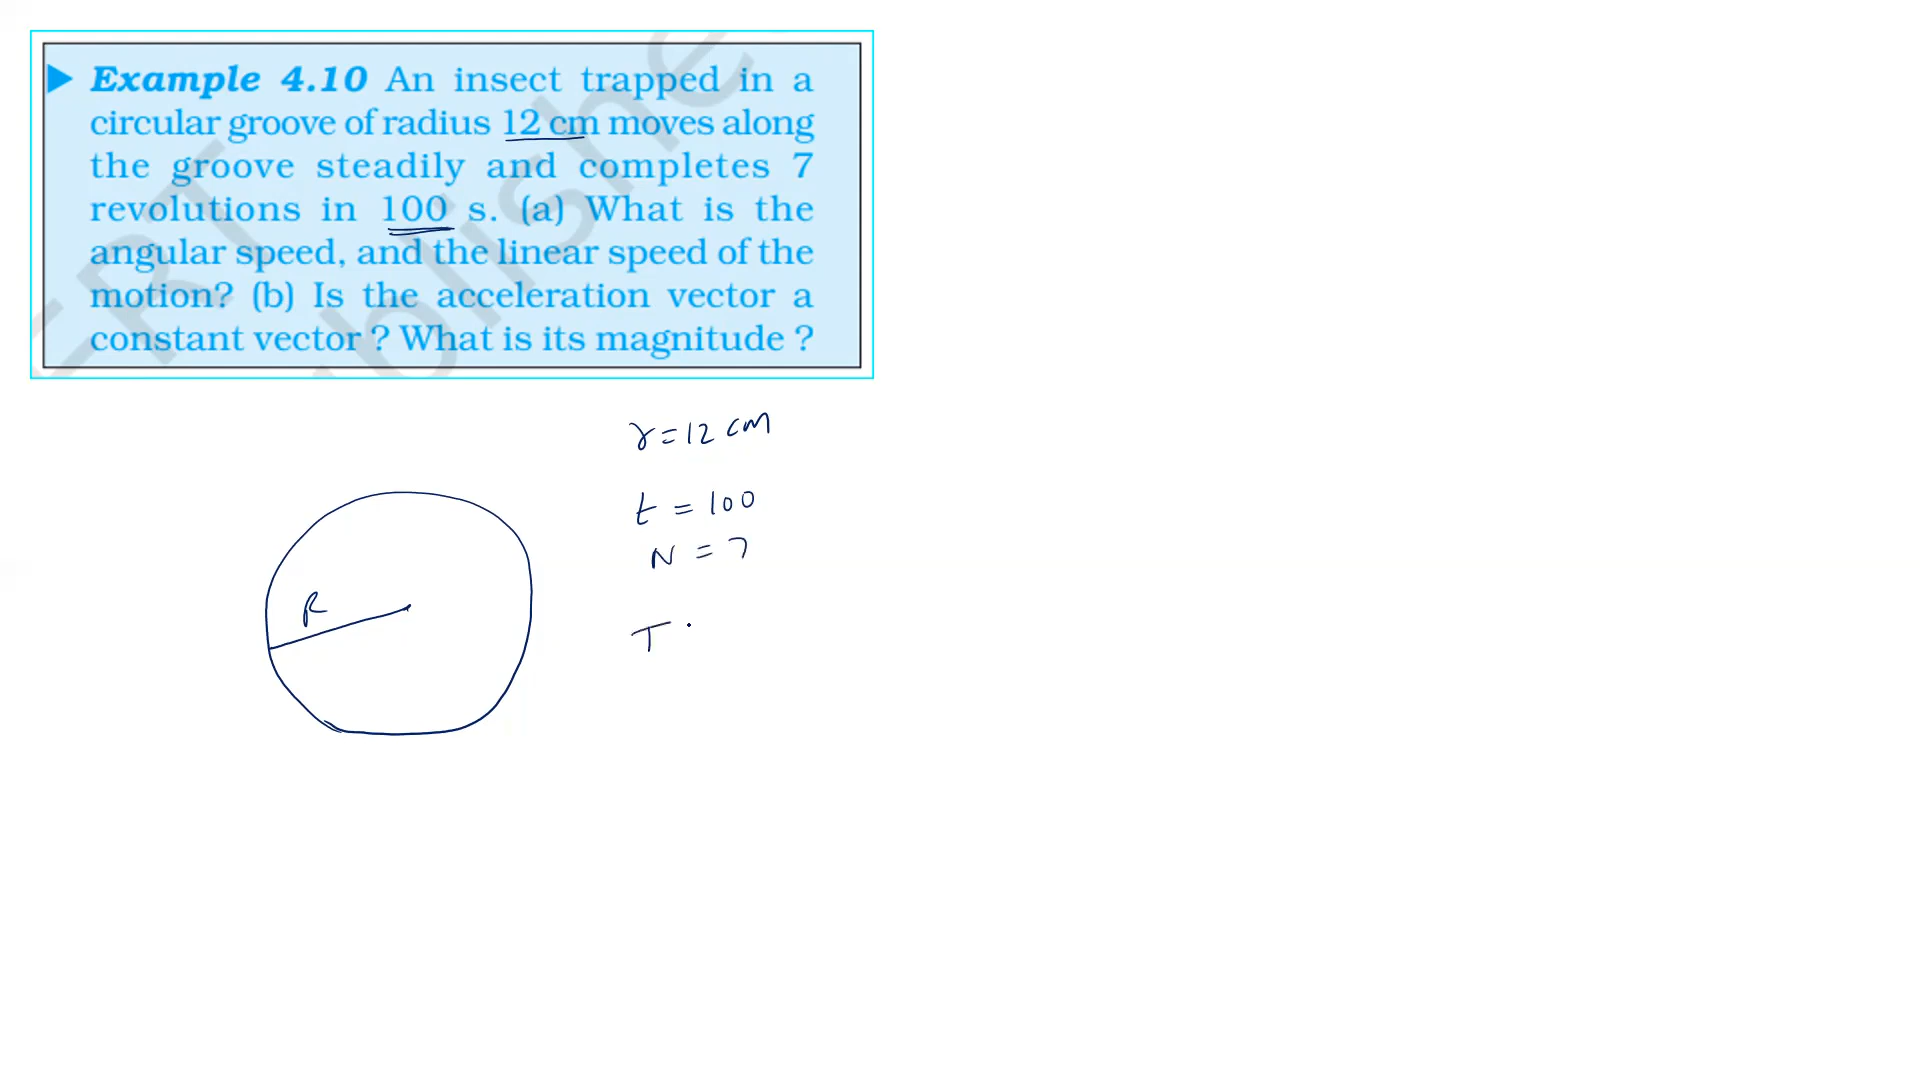 Example 4.10 An insect trapped in a
circular groove of radius 12 cm moves along
the groove steadily and completes 7
revolutions in 100 s. (a) What is the
angular speed, and the linear speed of the
motion? (b) Is the acceleration vector a
constant vector ? What is its magnitude ?
r = 12 cm
t = 100
N = 7
R
T